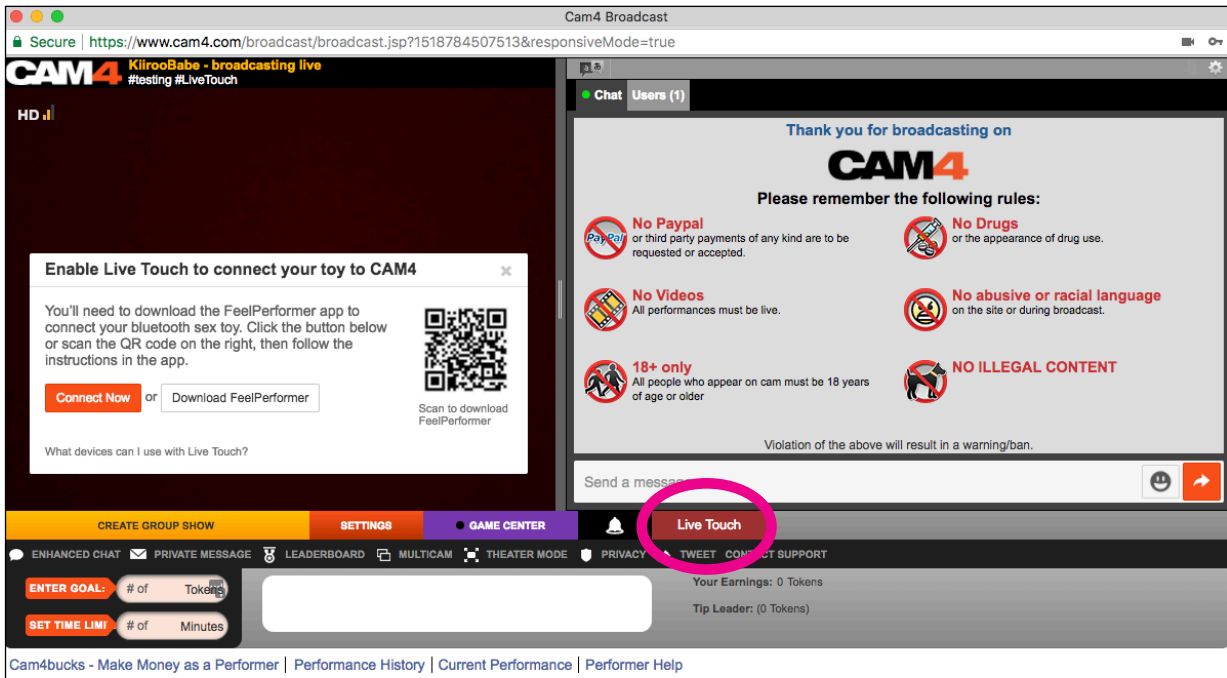 Cam4 Broadcast
Secure | https://www.cam4.com/broadcast/broadcast.jsp?1518784507513&responsiveMode=true
CAM4
KiirooBabe - broadcasting live
#testing #LiveTouch
HD
Chat Users (1)
Thank you for broadcasting on
CAM4
Please remember the following rules:
No Paypal
or third party payments of any kind are to be
requested or accepted.
PayPal
No Drugs
or the appearance of drug use.
No Videos
All performances must be live.
No abusive or racial language
on the site or during broadcast.
18+ only
All people who appear on cam must be 18 years
of age or older
NO ILLEGAL CONTENT
Violation of the above will result in a warning/ban.
Enable Live Touch to connect your toy to CAM4
You'll need to download the FeelPerformer app to
connect your bluetooth sex toy. Click the button below
or scan the QR code on the right, then follow the
instructions in the app.
Connect Now or Download FeelPerformer
Scan to download
FeelPerformer
What devices can I use with Live Touch?
Send a message
CREATE GROUP SHOW SETTINGS GAME CENTER Live Touch
ENHANCED CHAT PRIVATE MESSAGE LEADERBOARD MULTICAM THEATER MODE PRIVACY TWEET CONTACT SUPPORT
ENTER GOAL: # of Tokens
SET TIME LIMI # of Minutes
Your Earnings: 0 Tokens
Tip Leader: (0 Tokens)
Cam4bucks - Make Money as a Performer | Performance History | Current Performance | Performer Help